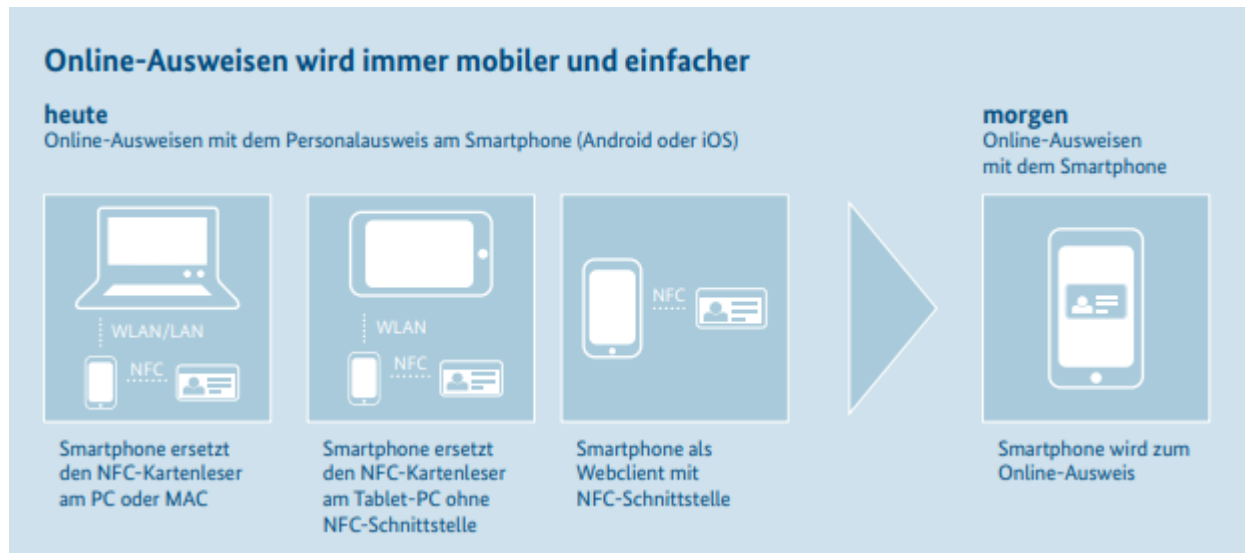 Online-Ausweisen wird immer mobiler und einfacher
heute
Online-Ausweisen mit dem Personalausweis am Smartphone (Android oder iOS)
morgen
Online-Ausweisen
mit dem Smartphone
WLAN/LAN
NFC
Smartphone ersetzt
den NFC-Kartenleser
am PC oder MAC
WLAN
NFC
Smartphone ersetzt
den NFC-Kartenleser
am Tablet-PC ohne
NFC-Schnittstelle
NFC
Smartphone als
Webclient mit
NFC-Schnittstelle
Smartphone wird zum
Online-Ausweis